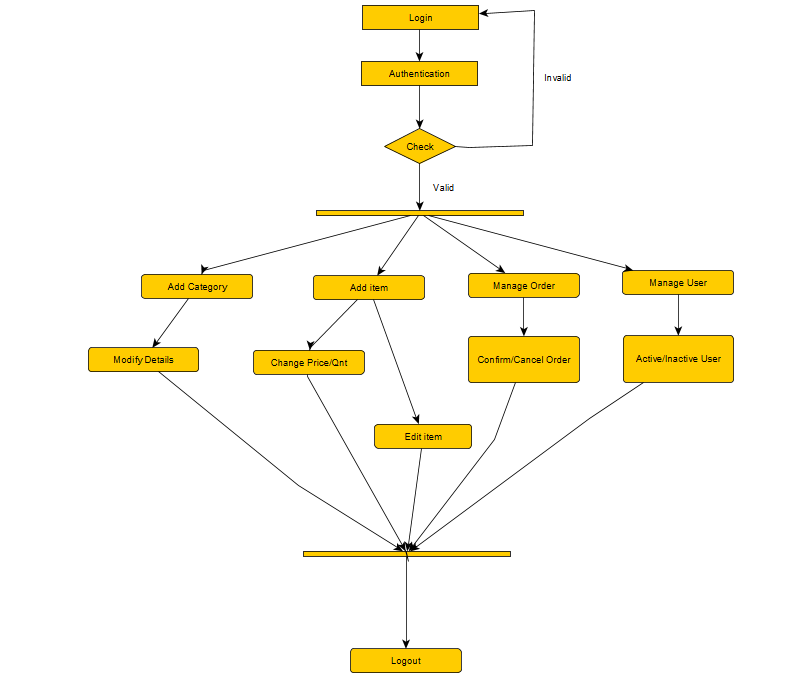 Login
Authentication
Invalid
Check
Valid
Add Category
Add item
Manage Order
Manage User
Modify Details
Change Price/Qnt
Confirm/Cancel Order
Active/Inactive User
Edit item
Logout